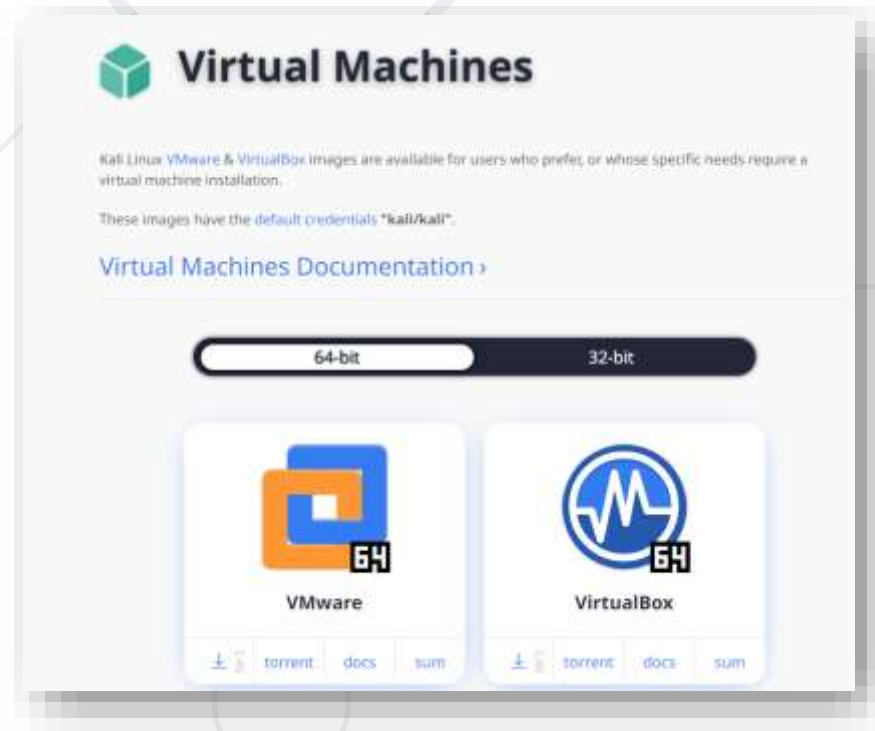 Virtual Machines
Kali Linux VMware & VirtualBox images are available for users who prefer, or whose specific needs require a
virtual machine installation.
These images have the default credentials "kali/kali".
Virtual Machines Documentation ›
64-bit 32-bit
64 64
VMware VirtualBox
torrent docs sum torrent docs sum